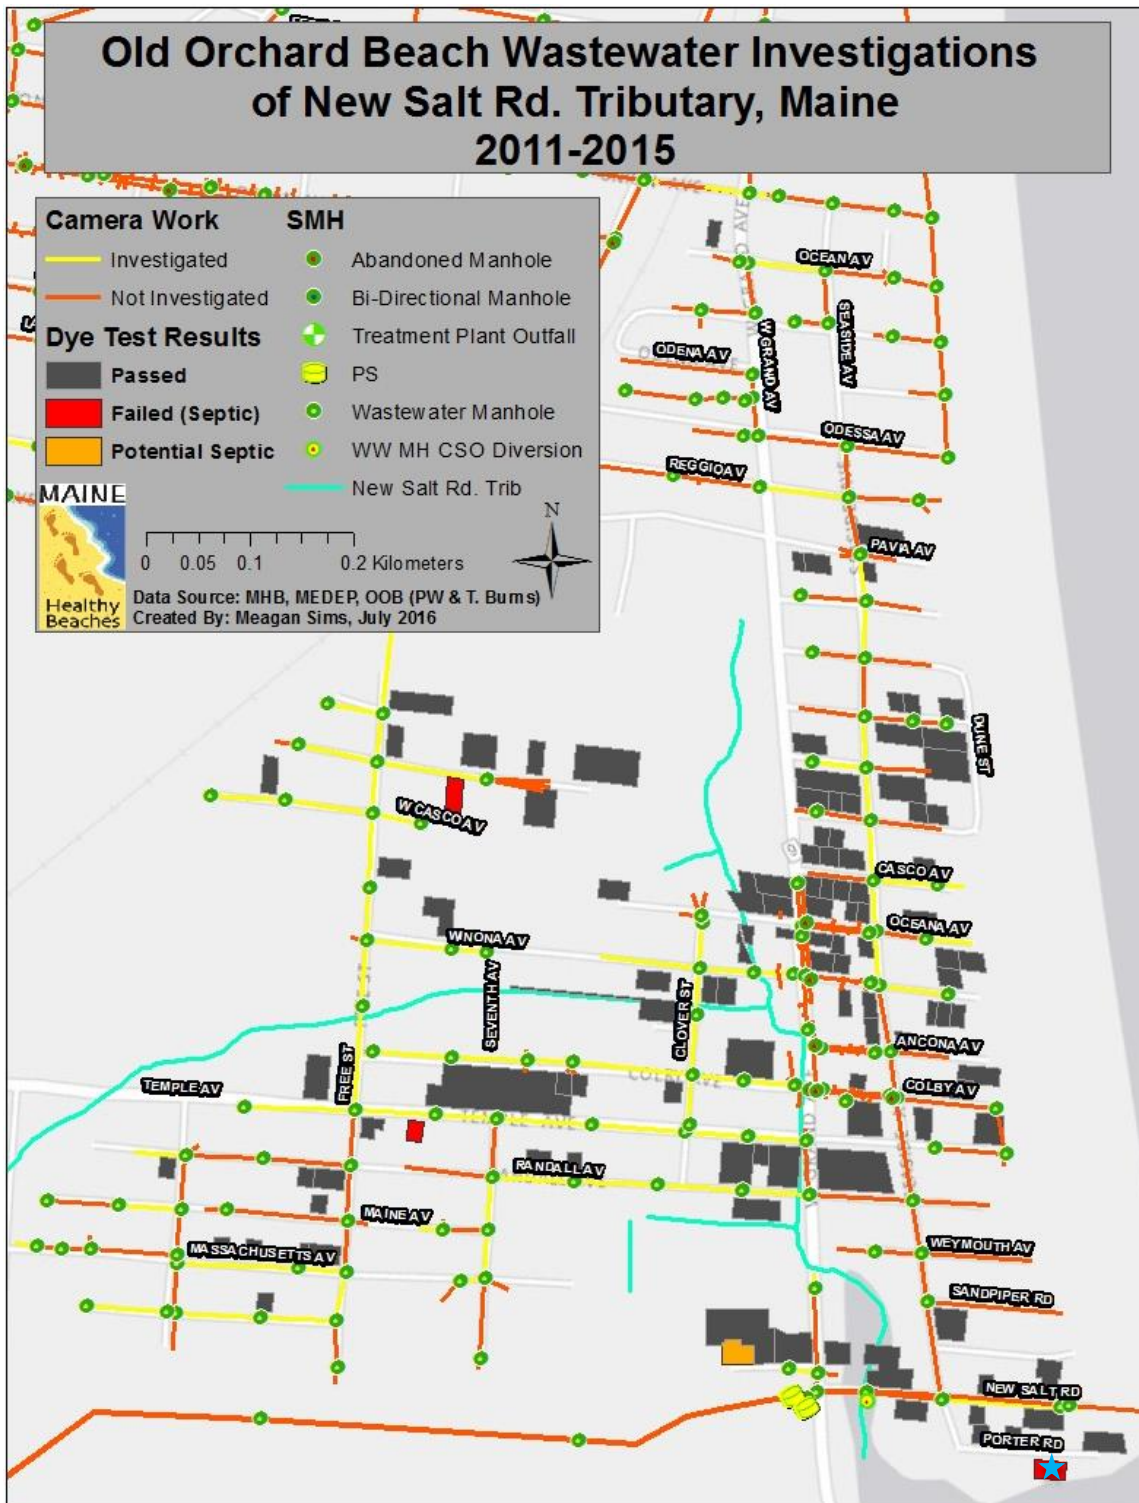 Old Orchard Beach Wastewater Investigations
of New Salt Rd. Tributary, Maine
2011-2015
Camera Work
Investigated
Not Investigated
Dye Test Results
Passed
Failed (Septic)
Potential Septic
SMH
Abandoned Manhole
Bi-Directional Manhole
Treatment Plant Outfall
PS
Wastewater Manhole
WW MH CSO Diversion
New Salt Rd. Trib
MAINE
Healthy
Beaches
N
0 0.05 0.1 0.2 Kilometers
Data Source: MHB, MEDEP, OOB (PW & T. Burns)
Created By: Meagan Sims, July 2016
OCEAN AV
SEASIDE AV
W GRAND AV
ODENA AV
ODESSA AV
REGGIO AV
PAVIA AV
DUNE ST
W CASCO AV
9
CASCO AV
OCEANA AV
WINONA AV
SEVENTH AV
CLOVER ST
ANCONA AV
FREE ST
TEMPLE AV
COLBY AVE
COLBY AV
TEMPLE AVE
RANDALL AV
MAINE AV
MASSACHUSETTS AV
WEYMOUTH AV
SANDPIPER RD
NEW SALT RD
PORTER RD